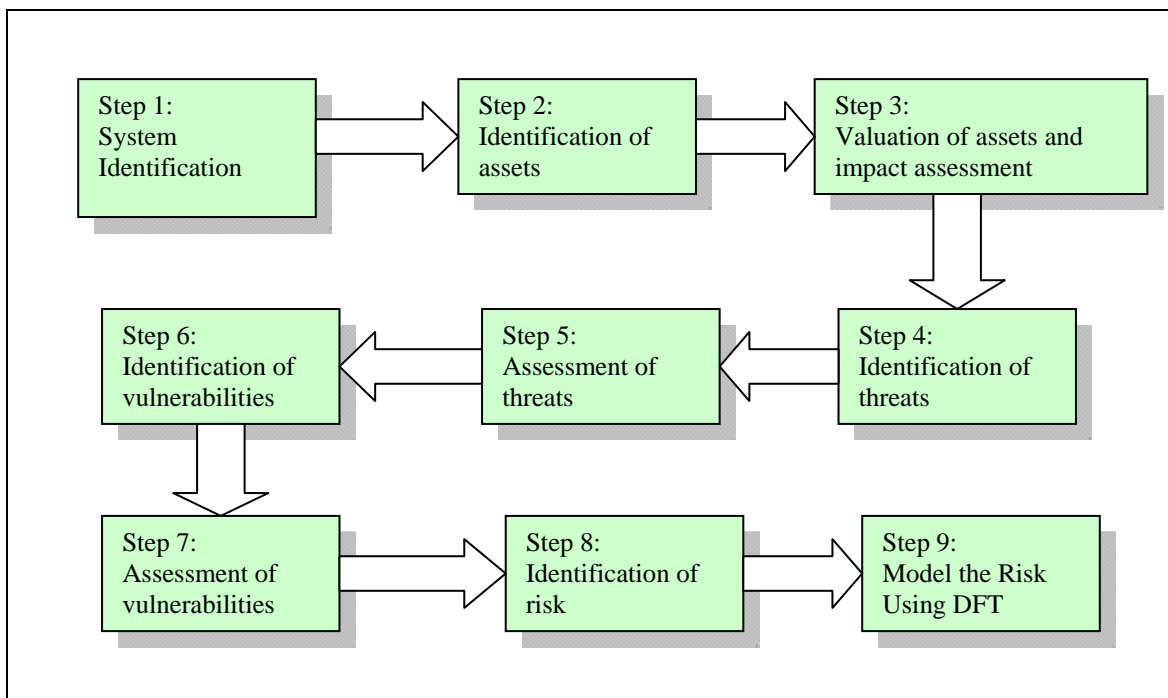 Step 1:
System
Identification
Step 2:
Identification of
assets
Step 3:
Valuation of assets and
impact assessment
Step 4:
Identification of
threats
Step 5:
Assessment of
threats
Step 6:
Identification of
vulnerabilities
Step 7:
Assessment of
vulnerabilities
Step 8:
Identification of
risk
Step 9:
Model the Risk
Using DFT